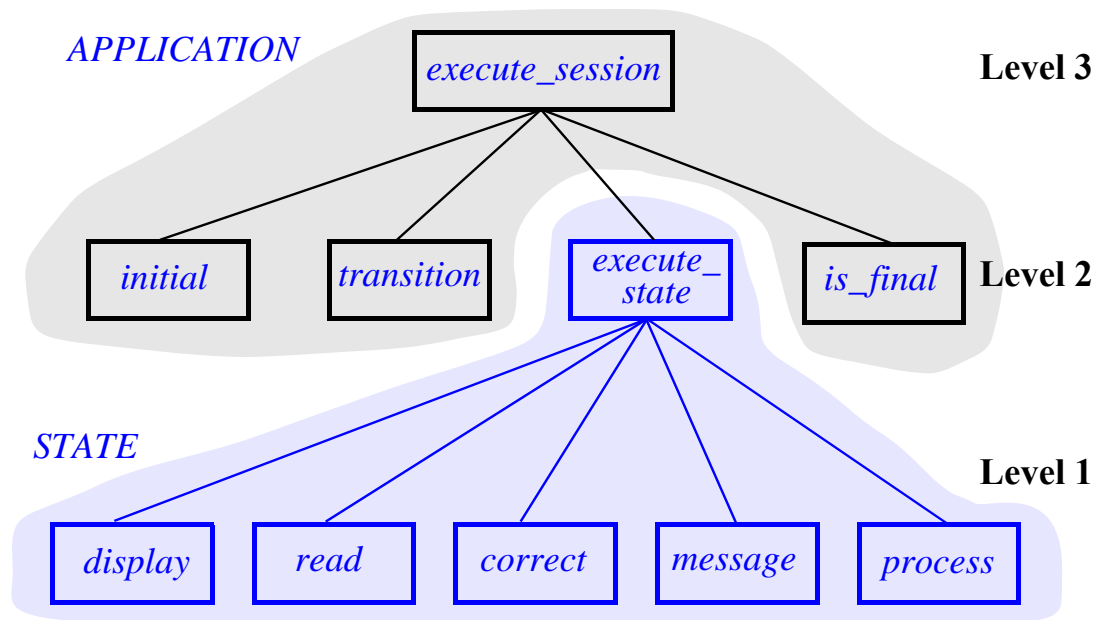 APPLICATION
execute_session
Level 3
initial
transition
execute_
state
is_final
Level 2
STATE
Level 1
display
read
correct
message
process